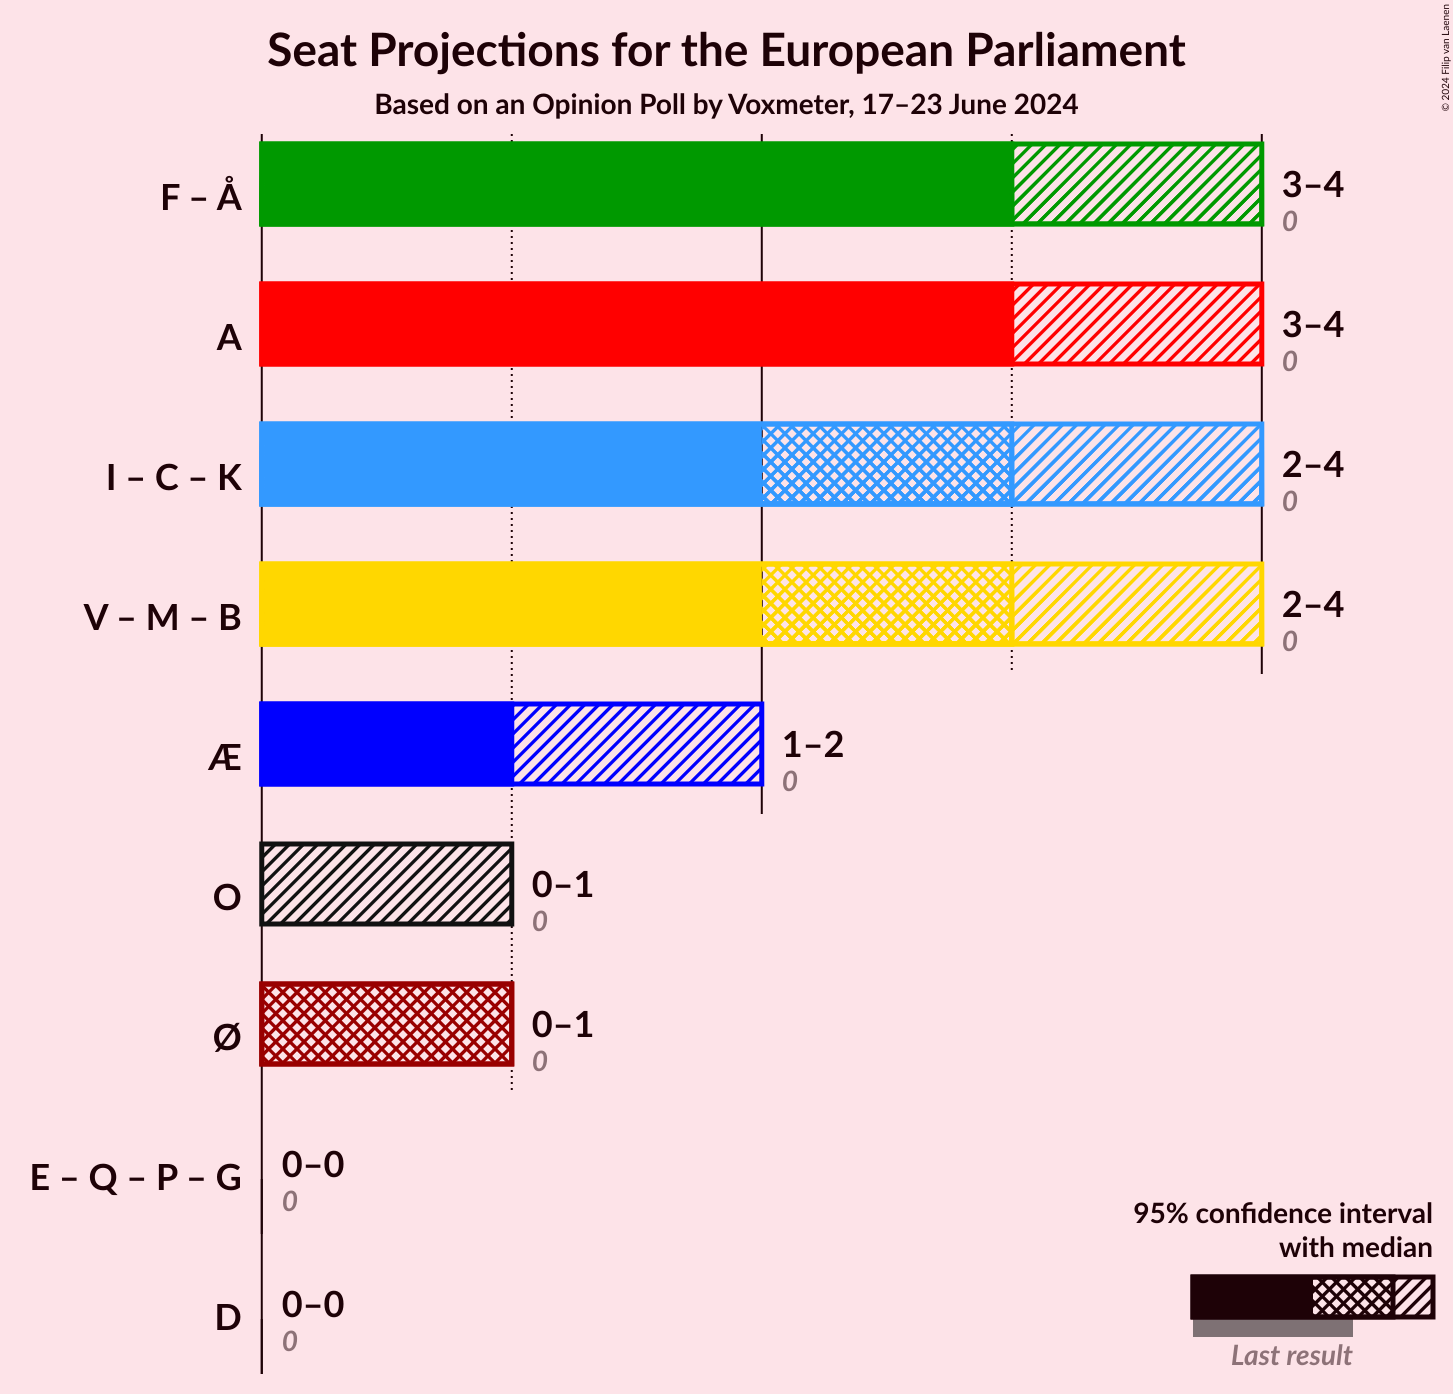 Seat Projections for the European Parliament
Based on an Opinion Poll by Voxmeter, 17–23 June 2024
© 2024 Filip van Laenen
F – Å
3–4
0
A
3–4
0
I – C – K
2–4
0
V – M – B
2–4
0
Æ
1–2
0
O
0–1
0
Ø
0–1
0
E – Q – P – G
0–0
0
D
0–0
0
95% confidence interval
with median
Last result